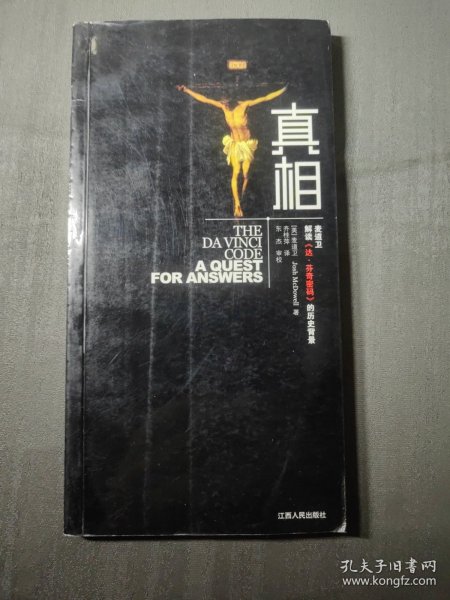 真相
THE
DA VINCI
CODE
A QUEST
FOR ANSWERS
麦道卫
解读《达·芬奇密码》的历史背景
[美]麦道卫 Josh McDowell 著
齐桂萍 译
东杰 审校
江西人民出版社
孔夫子旧书网
www.kongfz.com